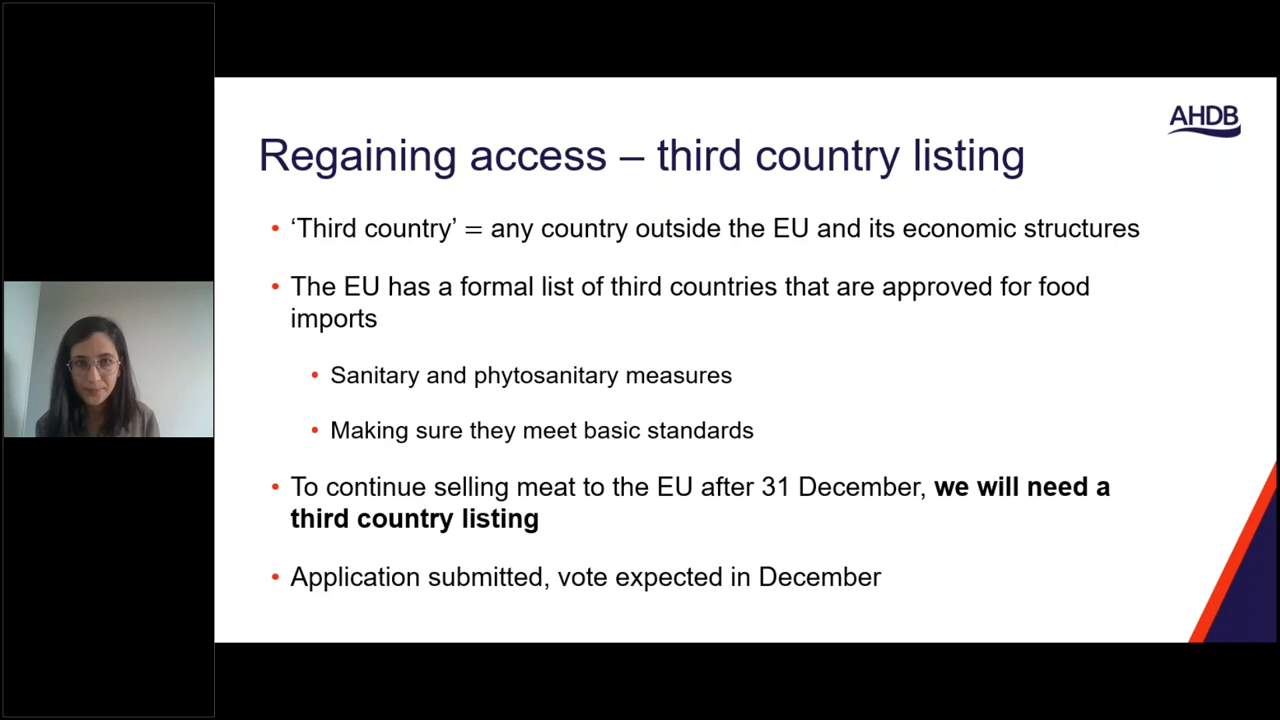 AHDB
Regaining access – third country listing
• ‘Third country’ = any country outside the EU and its economic structures
• The EU has a formal list of third countries that are approved for food
imports
• Sanitary and phytosanitary measures
• Making sure they meet basic standards
• To continue selling meat to the EU after 31 December, we will need a
third country listing
• Application submitted, vote expected in December